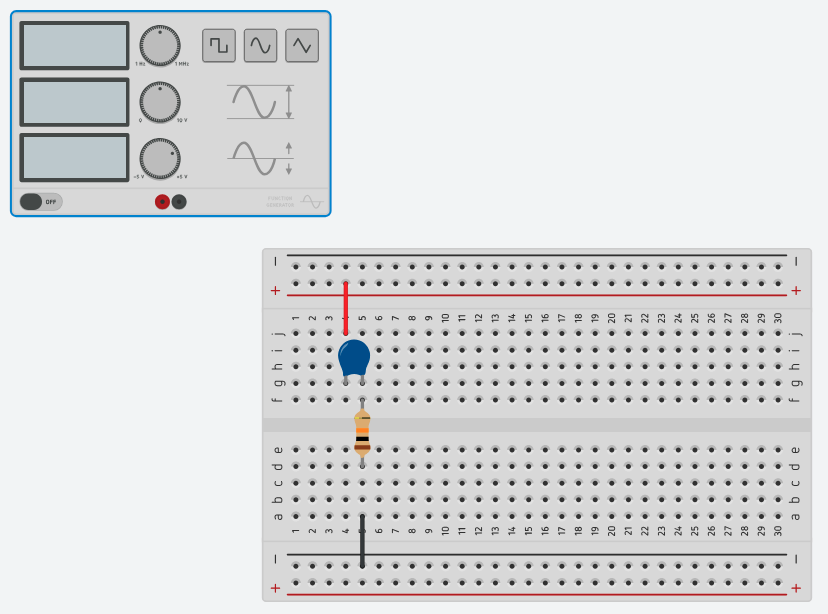 1 Hz 1 MHz
0 10 V
-5 V +5 V
OFF
FUNCTION
GENERATOR
− −
+ +
1 2 3 5 6 7 8 9 10 11 12 13 14 15 16 17 18 19 20 21 22 23 24 25 26 27 28 29 30
j j
i i
h h
g g
f f
e e
d d
c c
b b
a a
1 2 3 4 6 7 8 9 10 11 12 13 14 15 16 17 18 19 20 21 22 23 24 25 26 27 28 29 30
− −
+ +